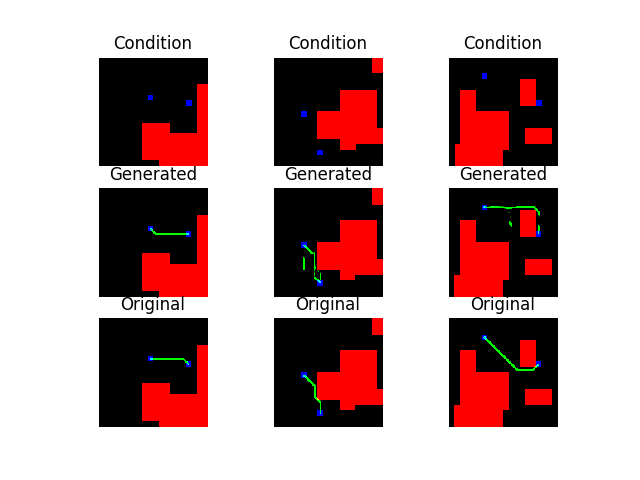 Condition
Condition
Condition
Generated
Generated
Generated
Original
Original
Original